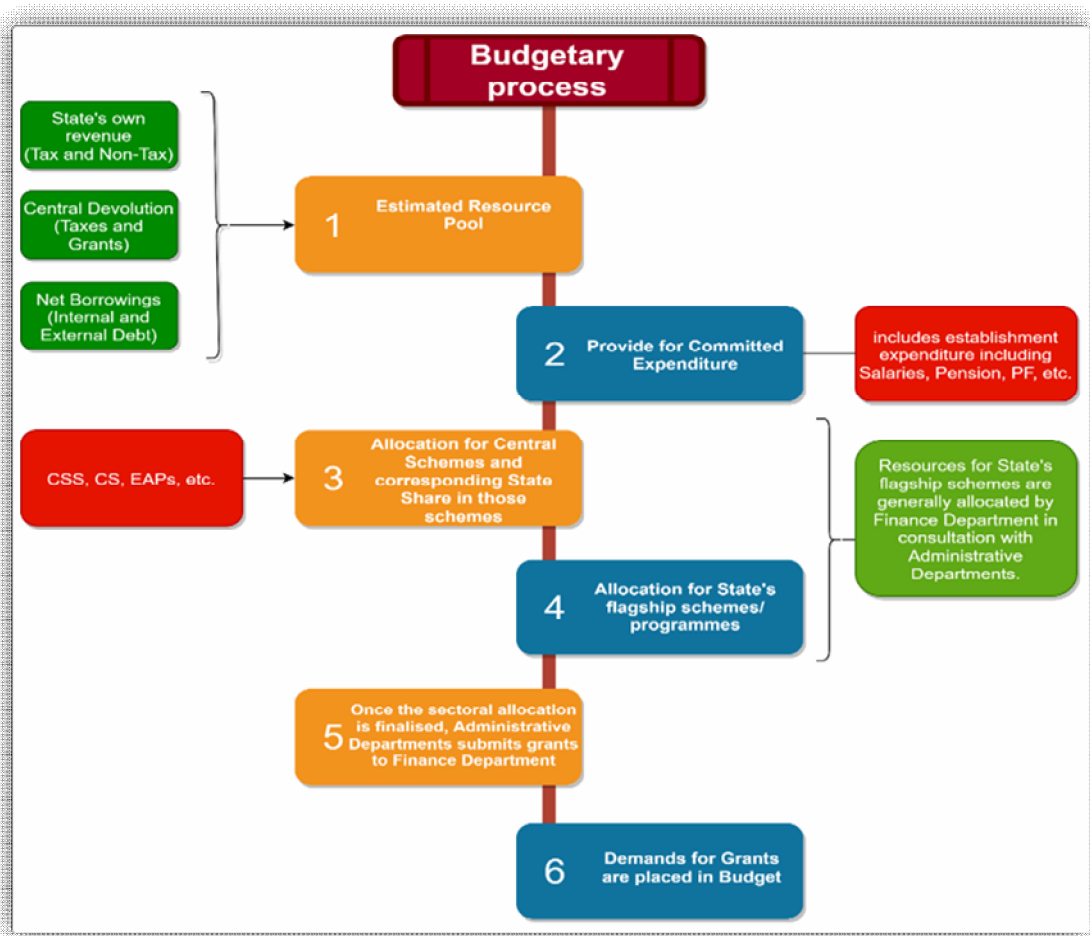 Budgetary
process
State's own
revenue
(Tax and Non-Tax)
Central Devolution
(Taxes and
Grants)
Net Borrowings
(Internal and
External Debt)
1
Estimated Resource
Pool
2
Provide for Committed
Expenditure
includes establishment
expenditure including
Salaries, Pension, PF, etc.
CSS, CS, EAPs, etc.
3
Allocation for Central
Schemes and
corresponding State
Share in those
schemes
Resources for State's
flagship schemes are
generally allocated by
Finance Department in
consultation with
Administrative
Departments.
4
Allocation for State's
flagship schemes/
programmes
5
Once the sectoral allocation
is finalised, Administrative
Departments submits grants
to Finance Department
6
Demands for Grants
are placed in Budget